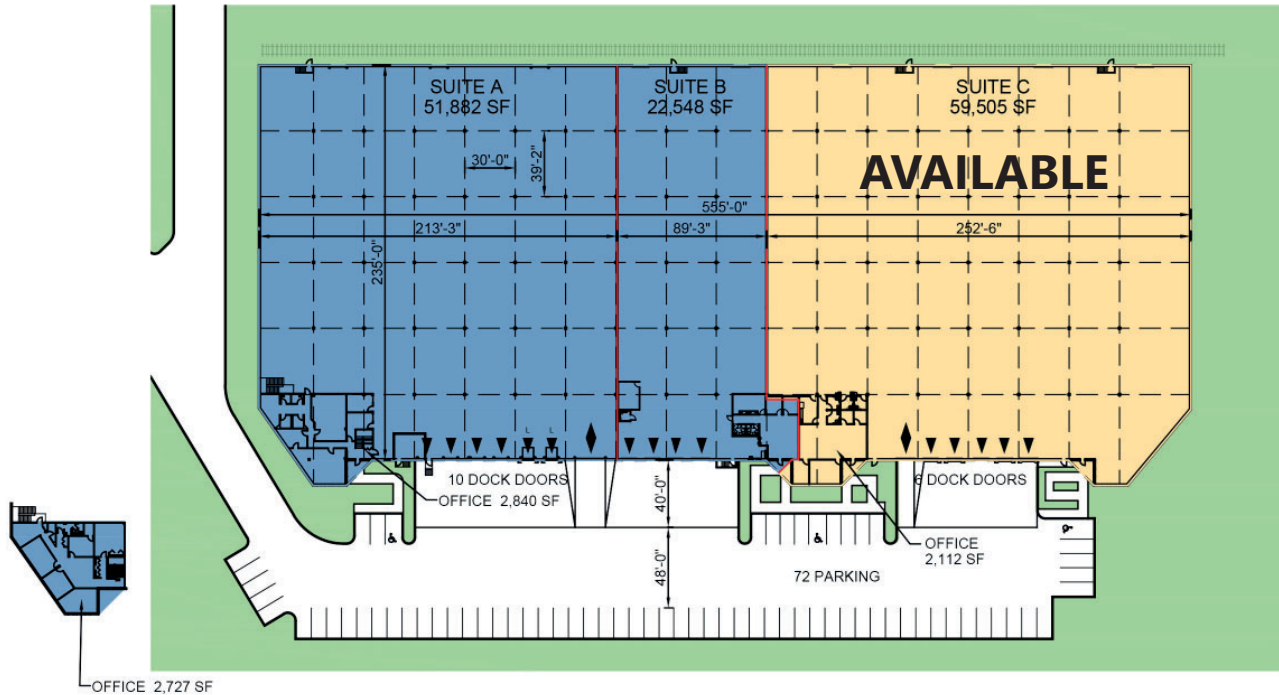 SUITE A
51,882 SF
SUITE B
22,548 SF
SUITE C
59,505 SF
AVAILABLE
30'-0"
39'-2"
555'-0"
213'-3"
89'-3"
252'-6"
235'-0"
L
L
10 DOCK DOORS
OFFICE 2,840 SF
40'-0"
6 DOCK DOORS
OFFICE
2,112 SF
48'-0"
72 PARKING
OFFICE 2,727 SF